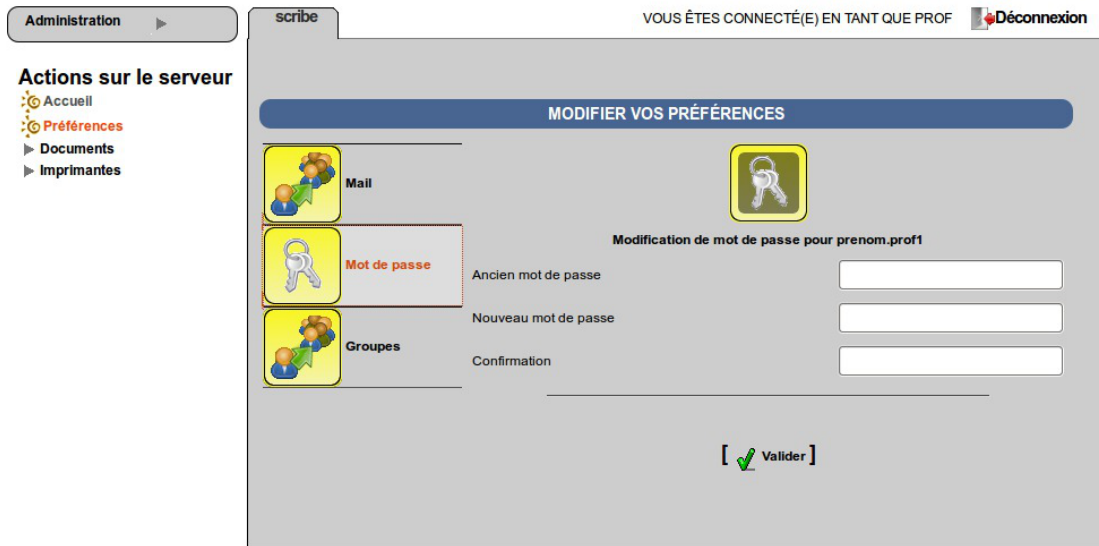 Administration
scribe
VOUS ÊTES CONNECTÉ(E) EN TANT QUE PROF
Déconnexion
Actions sur le serveur
Accueil
Préférences
Documents
Imprimantes
MODIFIER VOS PRÉFÉRENCES
Mail
Mot de passe
Groupes
Modification de mot de passe pour prenom.prof1
Ancien mot de passe
Nouveau mot de passe
Confirmation
[ Valider ]